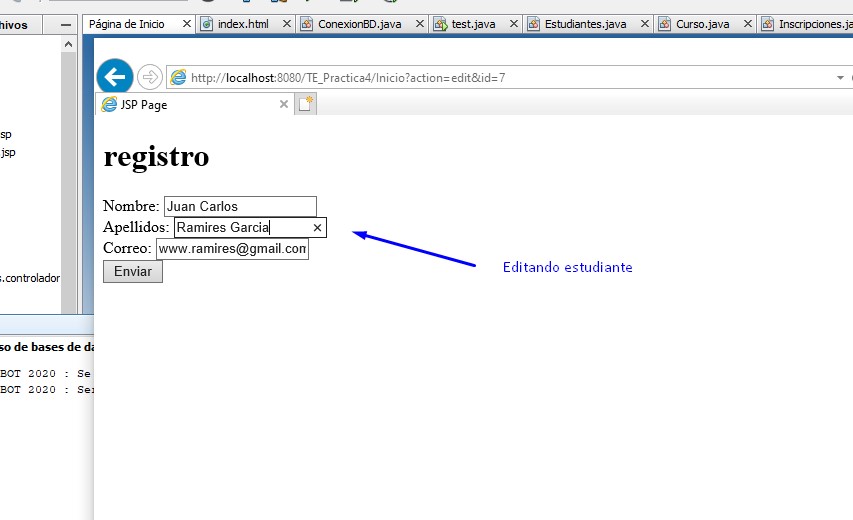 chivos
Página de Inicio
index.html
ConexionBD.java
test.java
Estudiantes.java
Curso.java
Inscripciones.ja
http://localhost:8080/TE_Practica4/Inicio?action=edit&id=7
JSP Page
sp
.jsp
registro
Nombre: Juan Carlos
Apellidos: Ramires Garcia
Correo: www.ramires@gmail.com
Enviar
Editando estudiante
s.controlador
so de bases de da
BOT 2020 : Se
BOT 2020 : Ser